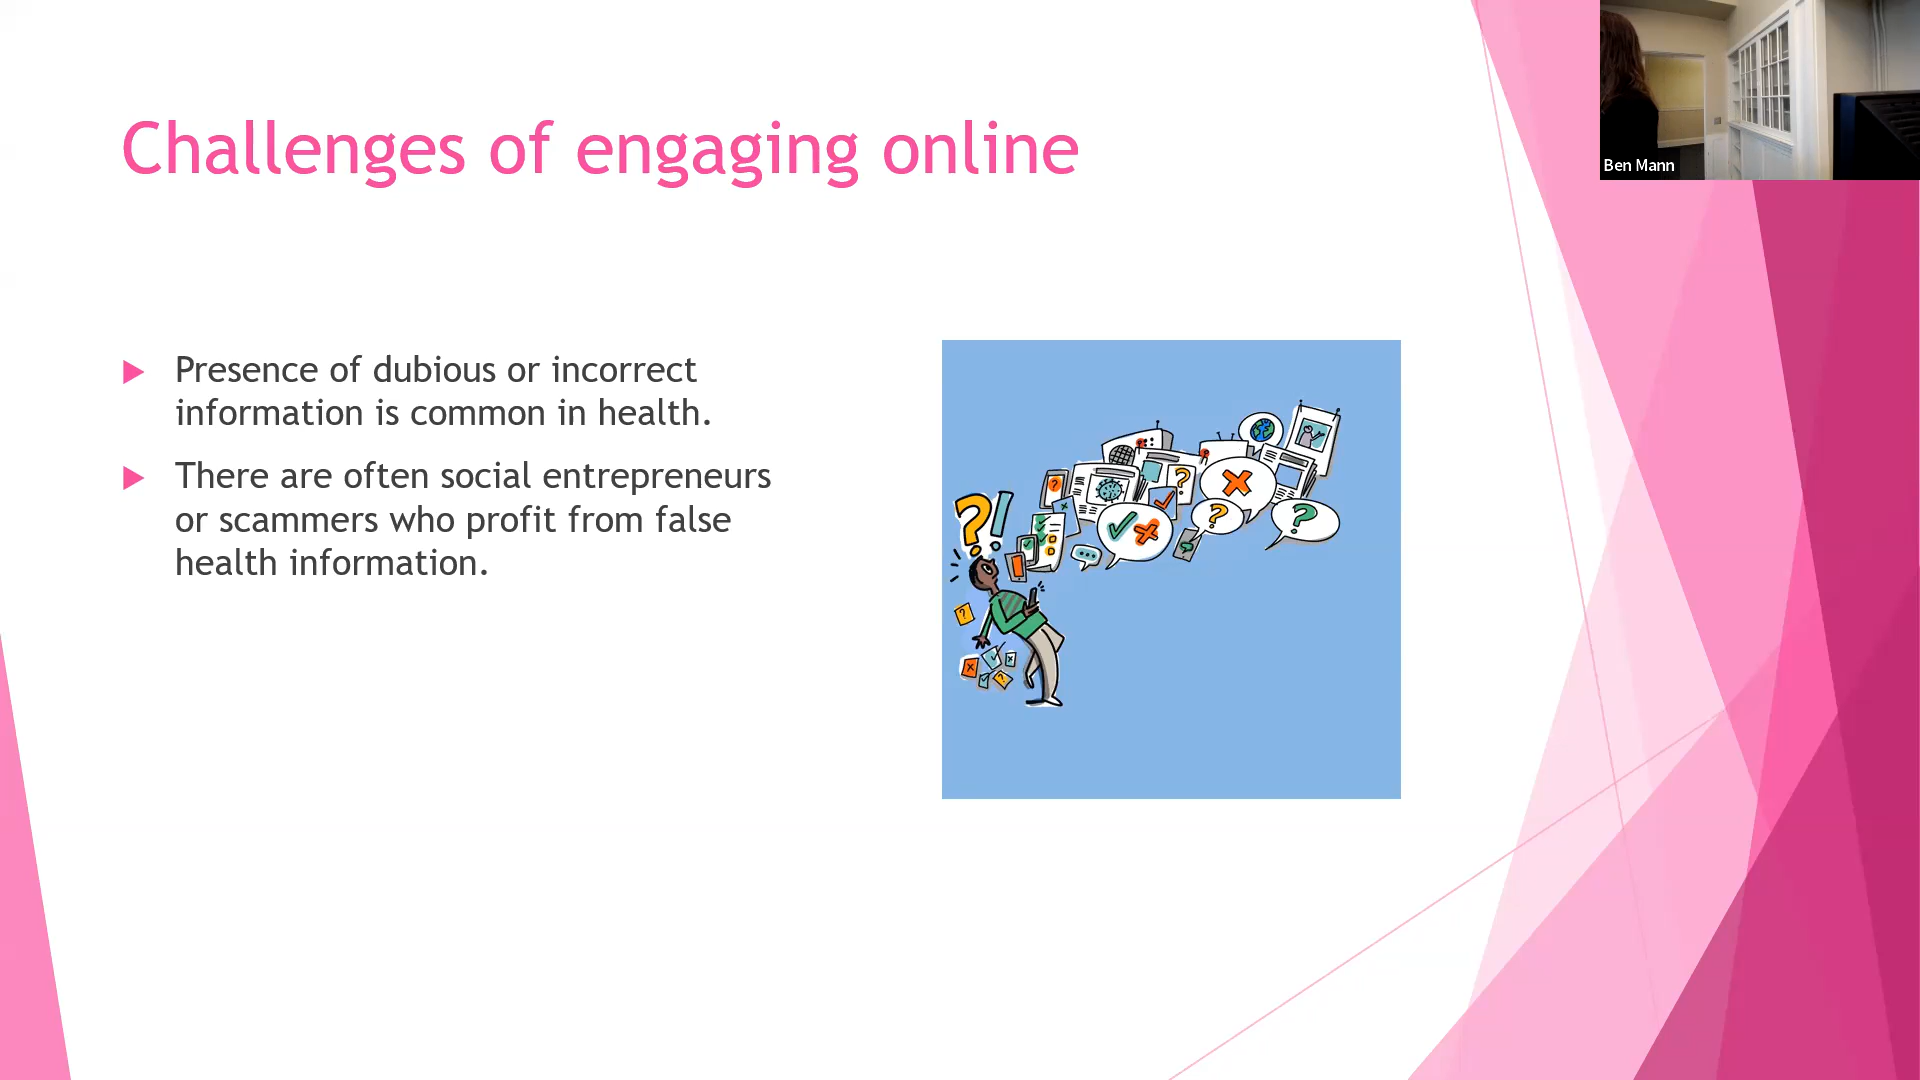 Challenges of engaging online
Presence of dubious or incorrect
information is common in health.
There are often social entrepreneurs
or scammers who profit from false
health information.
Ben Mann